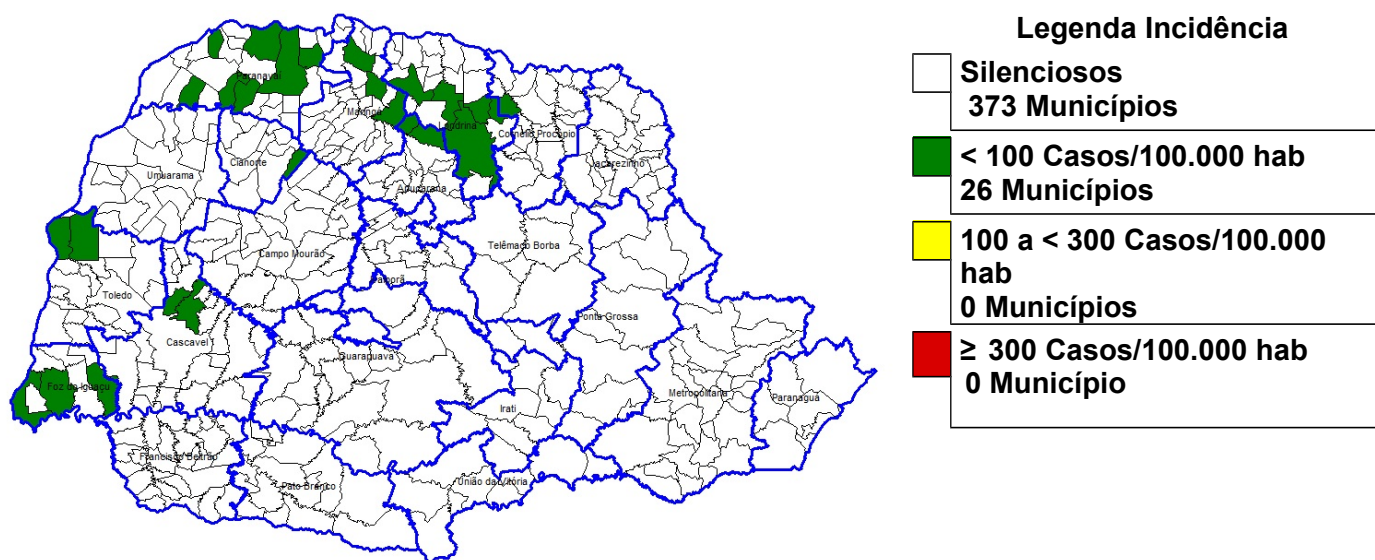 Legenda Incidência
Silenciosos
373 Municípios
< 100 Casos/100.000 hab
26 Municípios
100 a < 300 Casos/100.000
hab
0 Municípios
≥ 300 Casos/100.000 hab
0 Município
Paranavaí
Maringá
Londrina
Cornélio Procópio
Jacarezinho
Cianorte
Umuarama
Apucarana
Telêmaco Borba
Campo Mourão
Ivaiporã
Toledo
Ponta Grossa
Cascavel
Guarapuava
Foz do Iguaçu
Metropolitana
Paranaguá
Irati
Francisco Beltrão
Pato Branco
União da Vitória